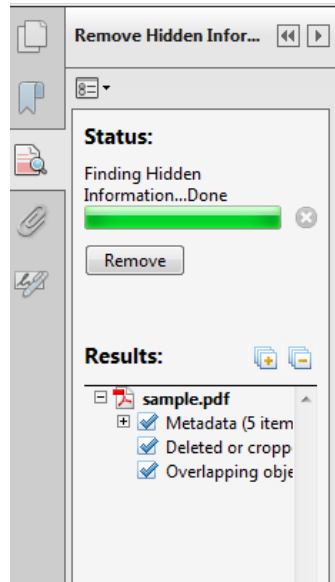 Remove Hidden Infor...
Status:
Finding Hidden
Information...Done
Remove
Results:
sample.pdf
Metadata (5 item
Deleted or cropp
Overlapping obje